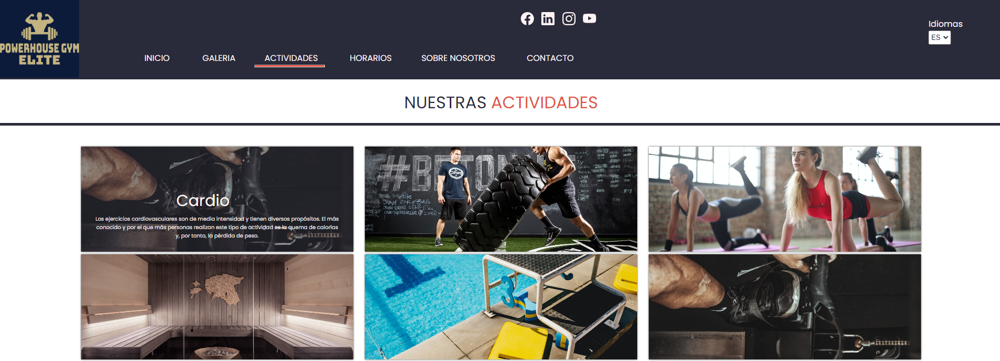 POWERHOUSE GYM
ELITE
Idiomas
ES
INICIO
GALERIA
ACTIVIDADES
HORARIOS
SOBRE NOSOTROS
CONTACTO
NUESTRAS ACTIVIDADES
Cardio
Los ejercicios cardiovasculares son de media intensidad y tienen diversos propósitos. El más
conocido y por el que más personas realizan este tipo de actividad es la quema de calorías
y, por tanto, la pérdida de peso.
CPPS
3